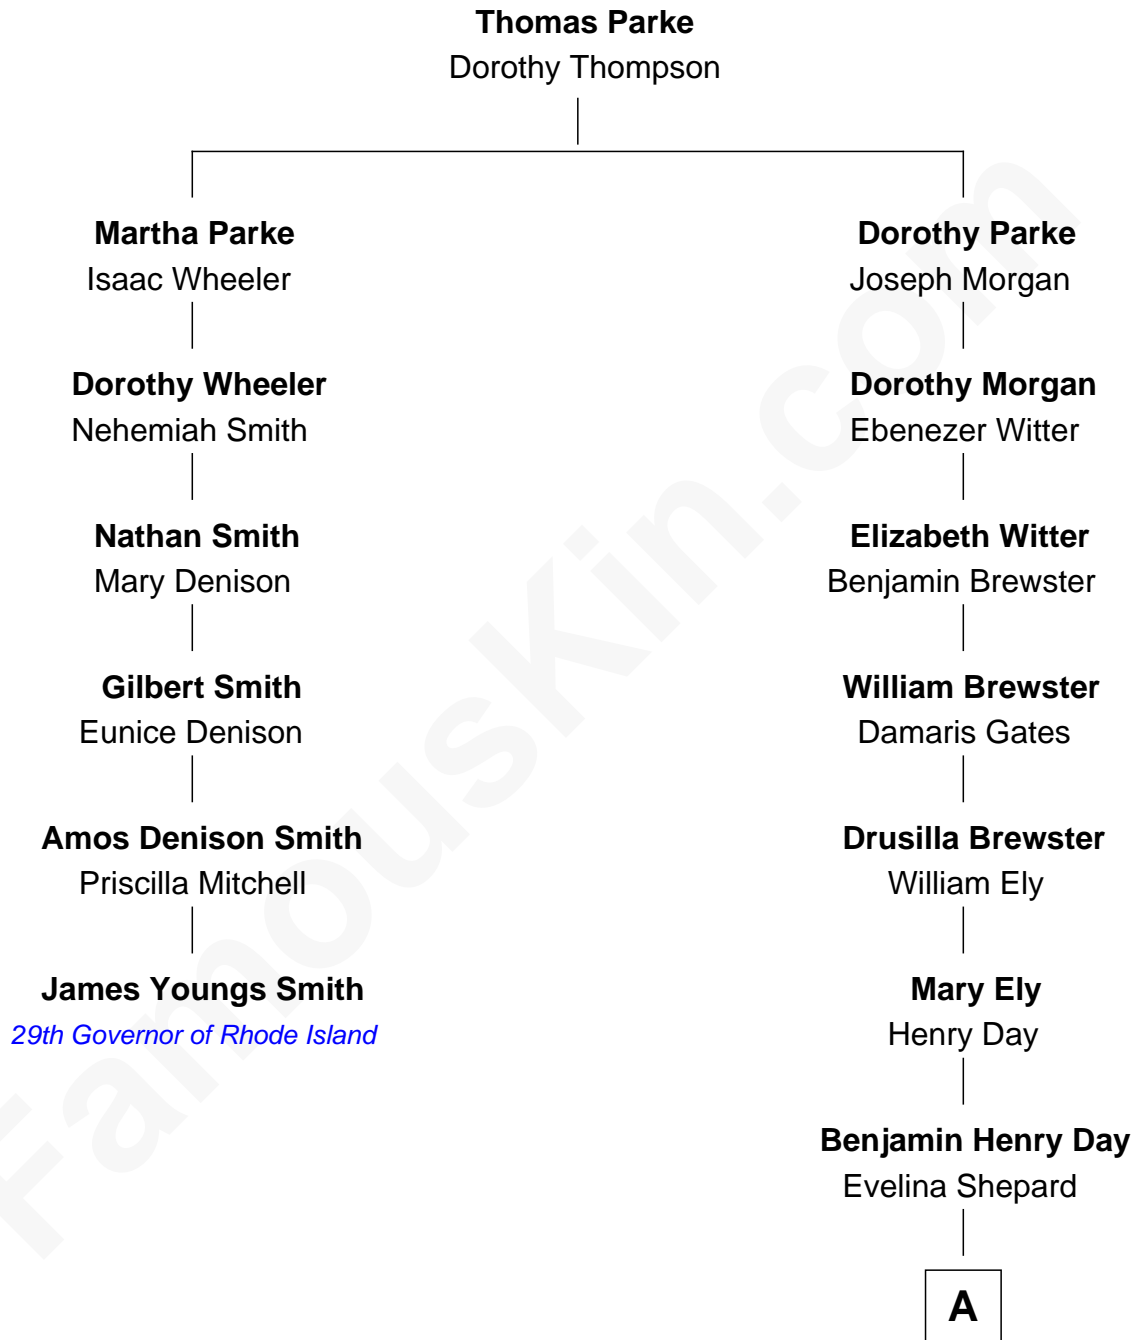 Thomas Parke
Dorothy Thompson
Martha Parke
Isaac Wheeler
Dorothy Wheeler
Nehemiah Smith
Nathan Smith
Mary Denison
Gilbert Smith
Eunice Denison
Amos Denison Smith
Priscilla Mitchell
James Youngs Smith
29th Governor of Rhode Island
Dorothy Parke
Joseph Morgan
Dorothy Morgan
Ebenezer Witter
Elizabeth Witter
Benjamin Brewster
William Brewster
Damaris Gates
Drusilla Brewster
William Ely
Mary Ely
Henry Day
Benjamin Henry Day
Evelina Shepard
A
FamousKin.com